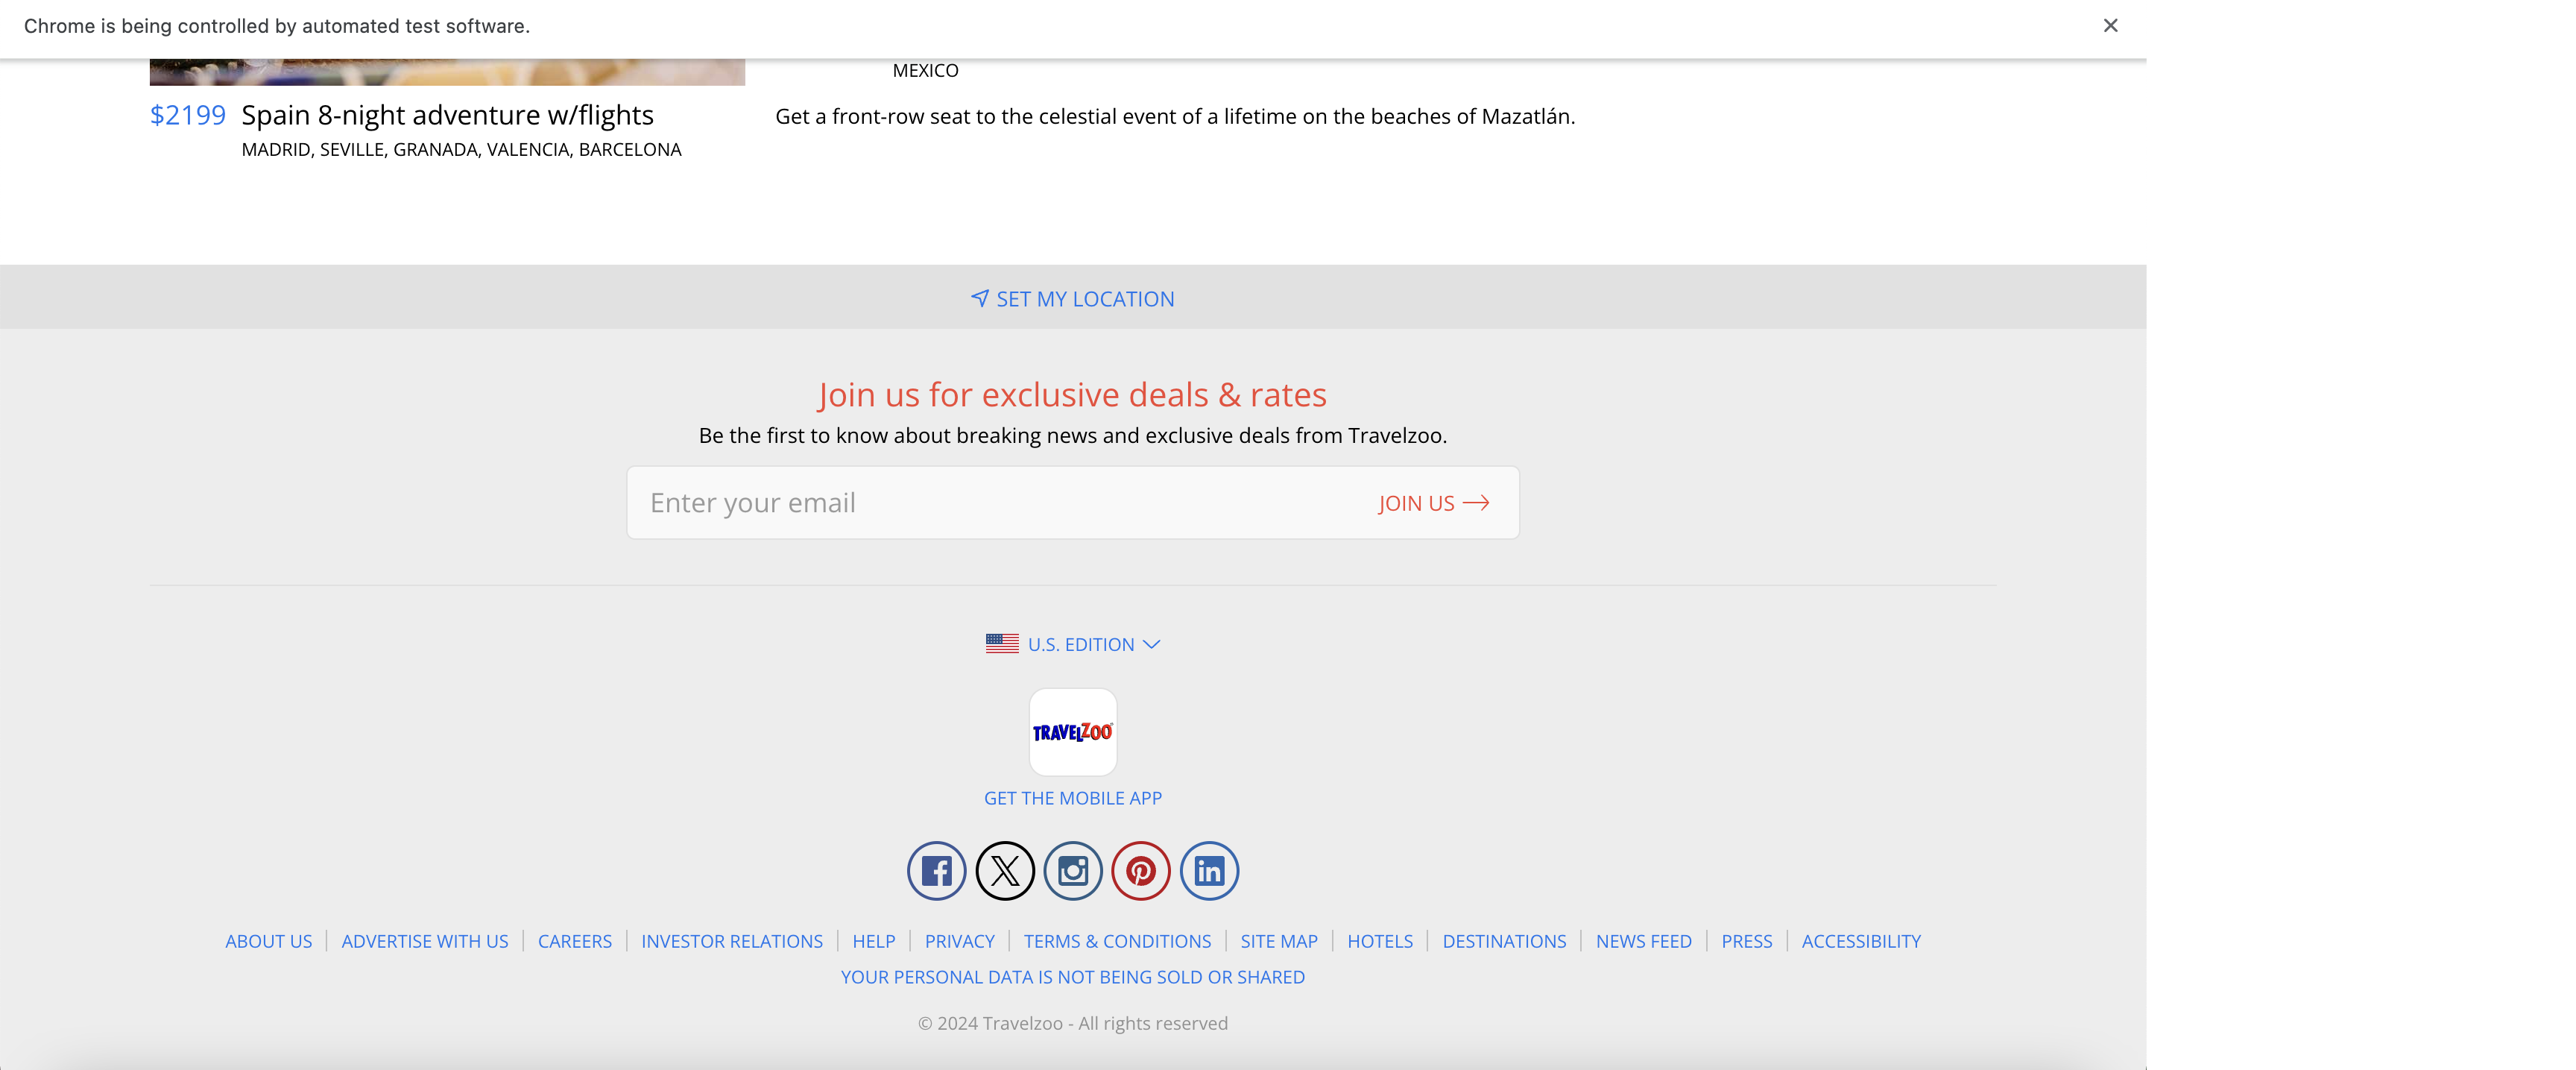 Chrome is being controlled by automated test software.
MEXICO
$2199 Spain 8-night adventure w/flights
MADRID, SEVILLE, GRANADA, VALENCIA, BARCELONA
Get a front-row seat to the celestial event of a lifetime on the beaches of Mazatlán.
SET MY LOCATION
Join us for exclusive deals & rates
Be the first to know about breaking news and exclusive deals from Travelzoo.
Enter your email
JOIN US
U.S. EDITION
TRAVELZOO
GET THE MOBILE APP
ABOUT US ADVERTISE WITH US CAREERS INVESTOR RELATIONS HELP PRIVACY TERMS & CONDITIONS SITE MAP HOTELS DESTINATIONS NEWS FEED PRESS ACCESSIBILITY
YOUR PERSONAL DATA IS NOT BEING SOLD OR SHARED
© 2024 Travelzoo - All rights reserved